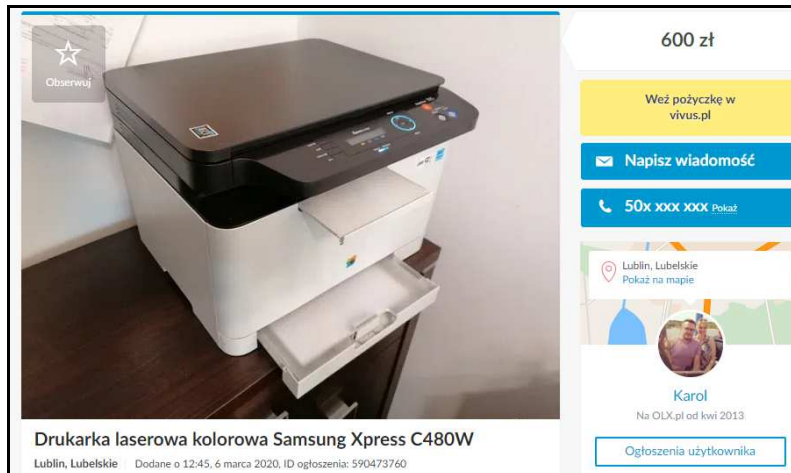 Obserwuj
600 zł
Weź pożyczkę w
vivus.pl
Napisz wiadomość
50x xxx xxx Pokaż
Lublin, Lubelskie
Pokaż na mapie
Karol
Na OLX.pl od kwi 2013
Ogłoszenia użytkownika
Drukarka laserowa kolorowa Samsung Xpress C480W
Lublin, Lubelskie Dodane o 12:45, 6 marca 2020, ID ogłoszenia: 590473760